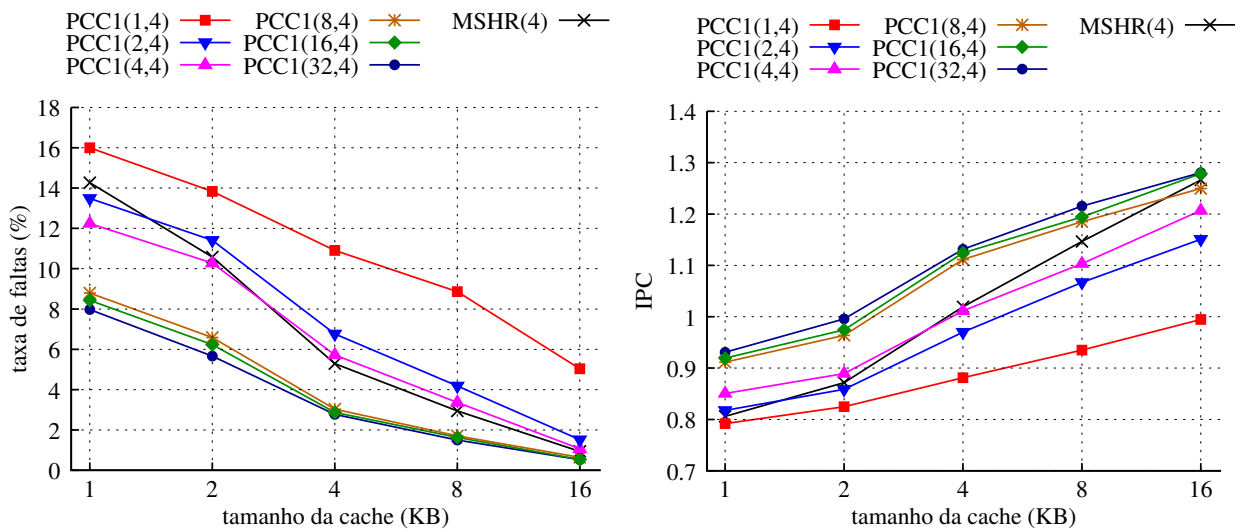 PCC1(1,4) PCC1(8,4) MSHR(4)
PCC1(2,4) PCC1(16,4)
PCC1(4,4) PCC1(32,4)
18
16
14
12
10
8
6
4
2
0
taxa de faltas (%)
1 2 4 8 16
tamanho da cache (KB)
PCC1(1,4) PCC1(8,4) MSHR(4)
PCC1(2,4) PCC1(16,4)
PCC1(4,4) PCC1(32,4)
1.4
1.3
1.2
1.1
1
0.9
0.8
0.7
IPC
1 2 4 8 16
tamanho da cache (KB)